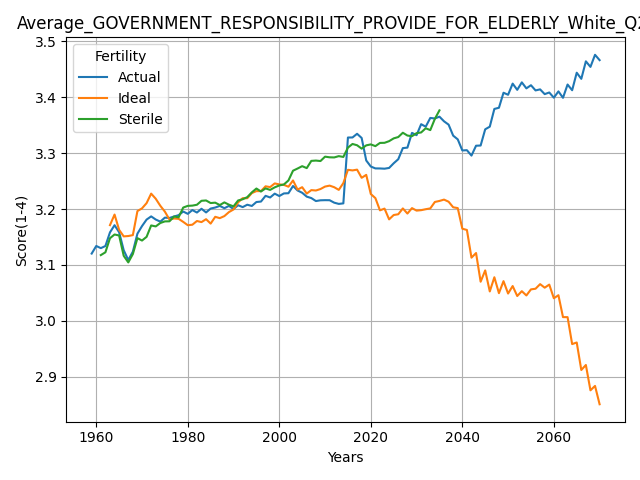 Average_GOVERNMENT_RESPONSIBILITY_PROVIDE_FOR_ELDERLY_White_Q2
Fertility
Actual
Ideal
Sterile
Score(1-4)
3.5
3.4
3.3
3.2
3.1
3.0
2.9
1960 1980 2000 2020 2040 2060
Years